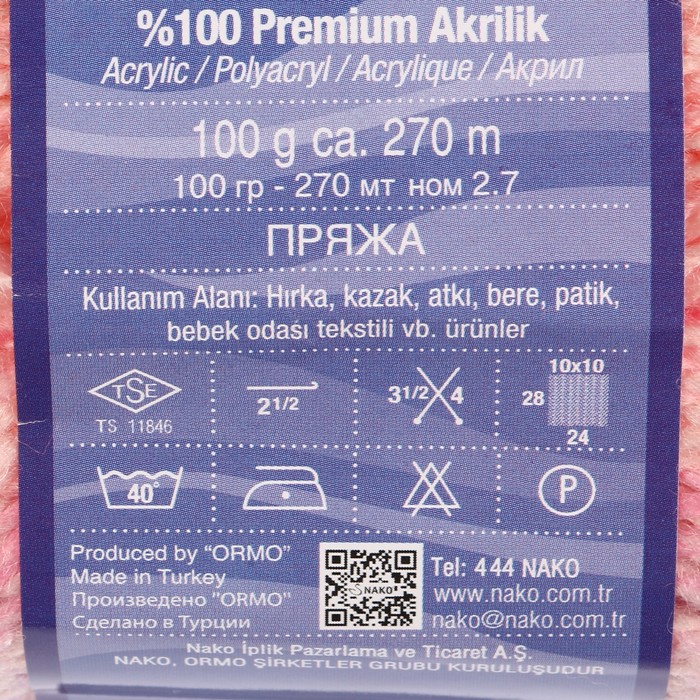 %100 Premium Akrilik
Acrylic / Polyacryl / Acrylique / Акрил
100 g ca. 270 m
100 гр - 270 мт ном 2.7
ПРЯЖА
Kullanım Alanı: Hırka, kazak, atkı, bere, patik,
bebek odası tekstili vb. ürünler
TSE
TS 11846
2 1/2
3 1/2 4
10x10
28
24
40°
P
Produced by "ORMO"
Made in Turkey
Произведено "ORMO"
Сделано в Турции
NAKO
Tel: 444 NAKO
www.nako.com.tr
nako@nako.com.tr
Nako İplik Pazarlama ve Ticaret A.Ş.
NAKO, ORMO ŞİRKETLER GRUBU KURULUŞUDUR